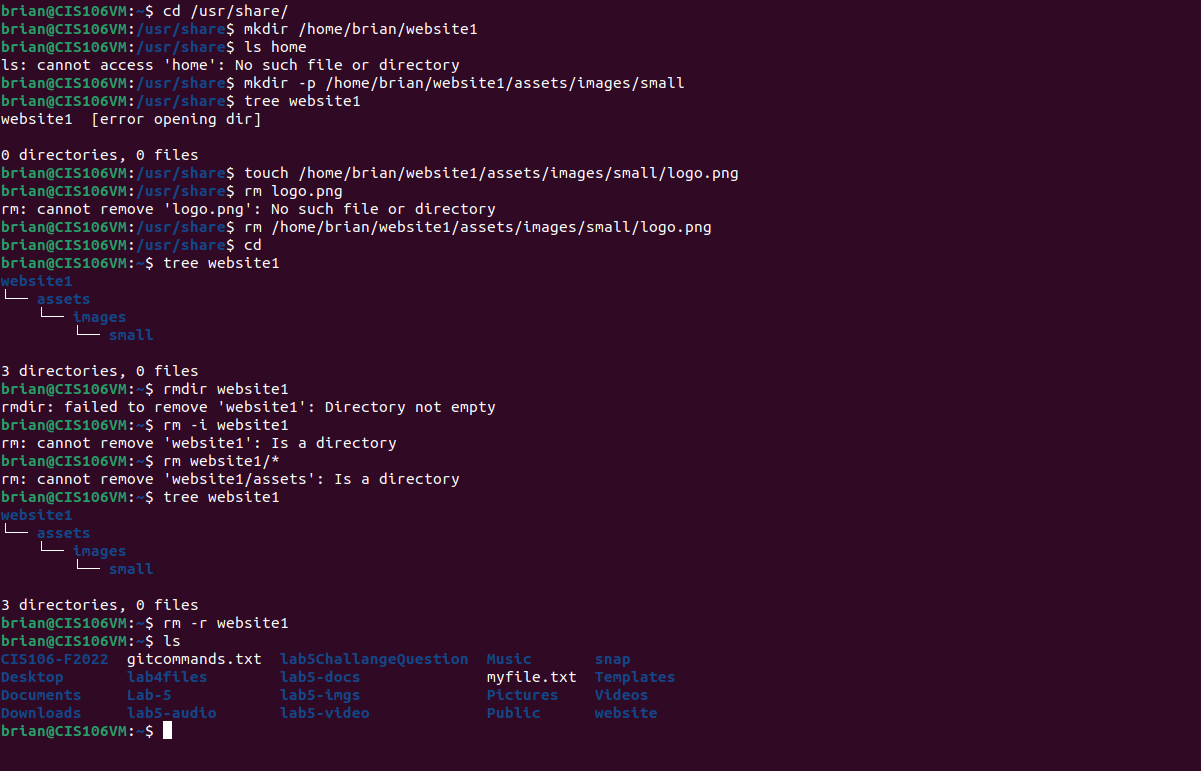 brian@CIS106VM:~$ cd /usr/share/
brian@CIS106VM:/usr/share$ mkdir /home/brian/website1
brian@CIS106VM:/usr/share$ ls home
ls: cannot access 'home': No such file or directory
brian@CIS106VM:/usr/share$ mkdir -p /home/brian/website1/assets/images/small
brian@CIS106VM:/usr/share$ tree website1
website1  [error opening dir]

0 directories, 0 files
brian@CIS106VM:/usr/share$ touch /home/brian/website1/assets/images/small/logo.png
brian@CIS106VM:/usr/share$ rm logo.png
rm: cannot remove 'logo.png': No such file or directory
brian@CIS106VM:/usr/share$ rm /home/brian/website1/assets/images/small/logo.png
brian@CIS106VM:/usr/share$ cd
brian@CIS106VM:~$ tree website1
website1
└── assets
    └── images
        └── small

3 directories, 0 files
brian@CIS106VM:~$ rmdir website1
rmdir: failed to remove 'website1': Directory not empty
brian@CIS106VM:~$ rm -i website1
rm: cannot remove 'website1': Is a directory
brian@CIS106VM:~$ rm website1/*
rm: cannot remove 'website1/assets': Is a directory
brian@CIS106VM:~$ tree website1
website1
└── assets
    └── images
        └── small

3 directories, 0 files
brian@CIS106VM:~$ rm -r website1
brian@CIS106VM:~$ ls
CIS106-F2022  gitcommands.txt  lab5ChallangeQuestion  Music       snap
Desktop       lab4files        lab5-docs              myfile.txt  Templates
Documents     Lab-5            lab5-imgs              Pictures    Videos
Downloads     lab5-audio       lab5-video             Public      website
brian@CIS106VM:~$